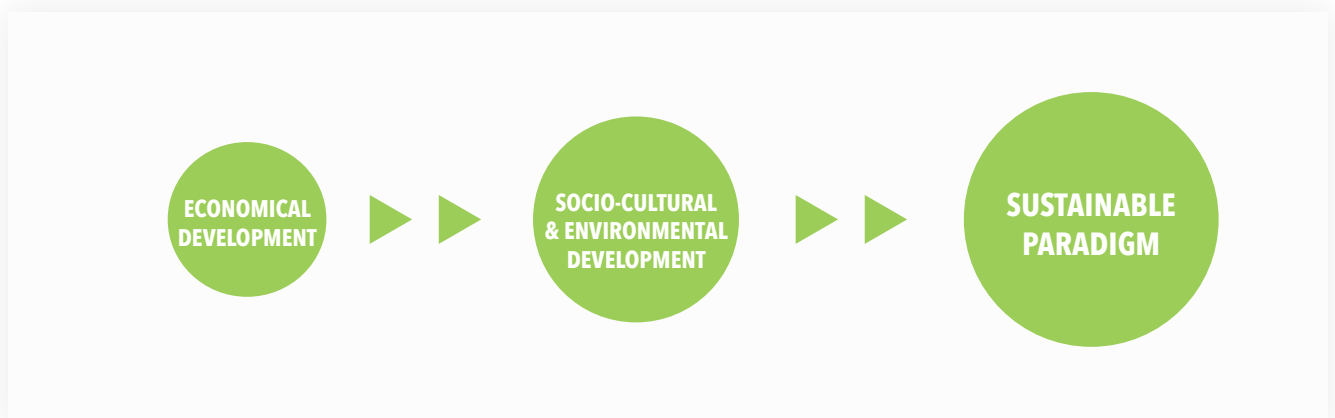 ECONOMICAL
DEVELOPMENT
SOCIO-CULTURAL
& ENVIRONMENTAL
DEVELOPMENT
SUSTAINABLE
PARADIGM